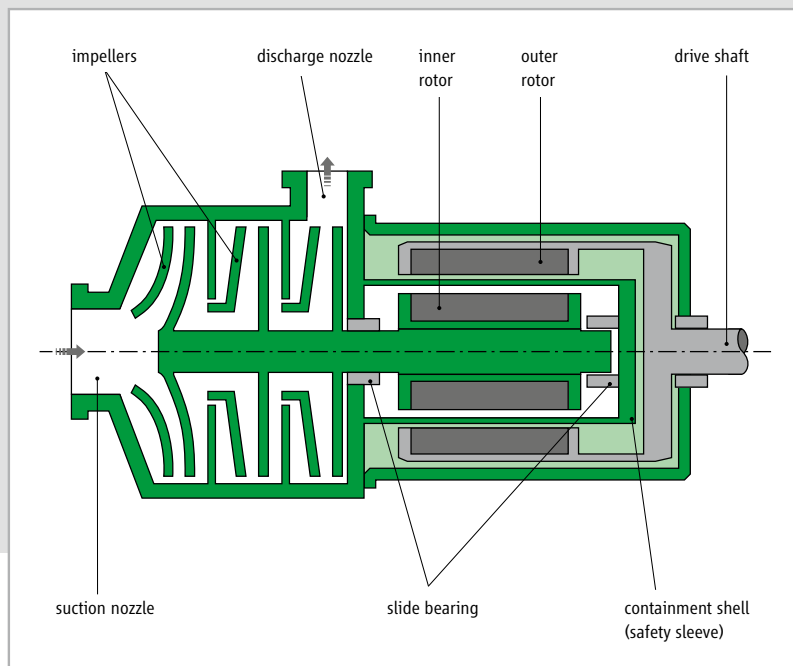 impellers
discharge nozzle
inner
rotor
outer
rotor
drive shaft
suction nozzle
slide bearing
containment shell
(safety sleeve)